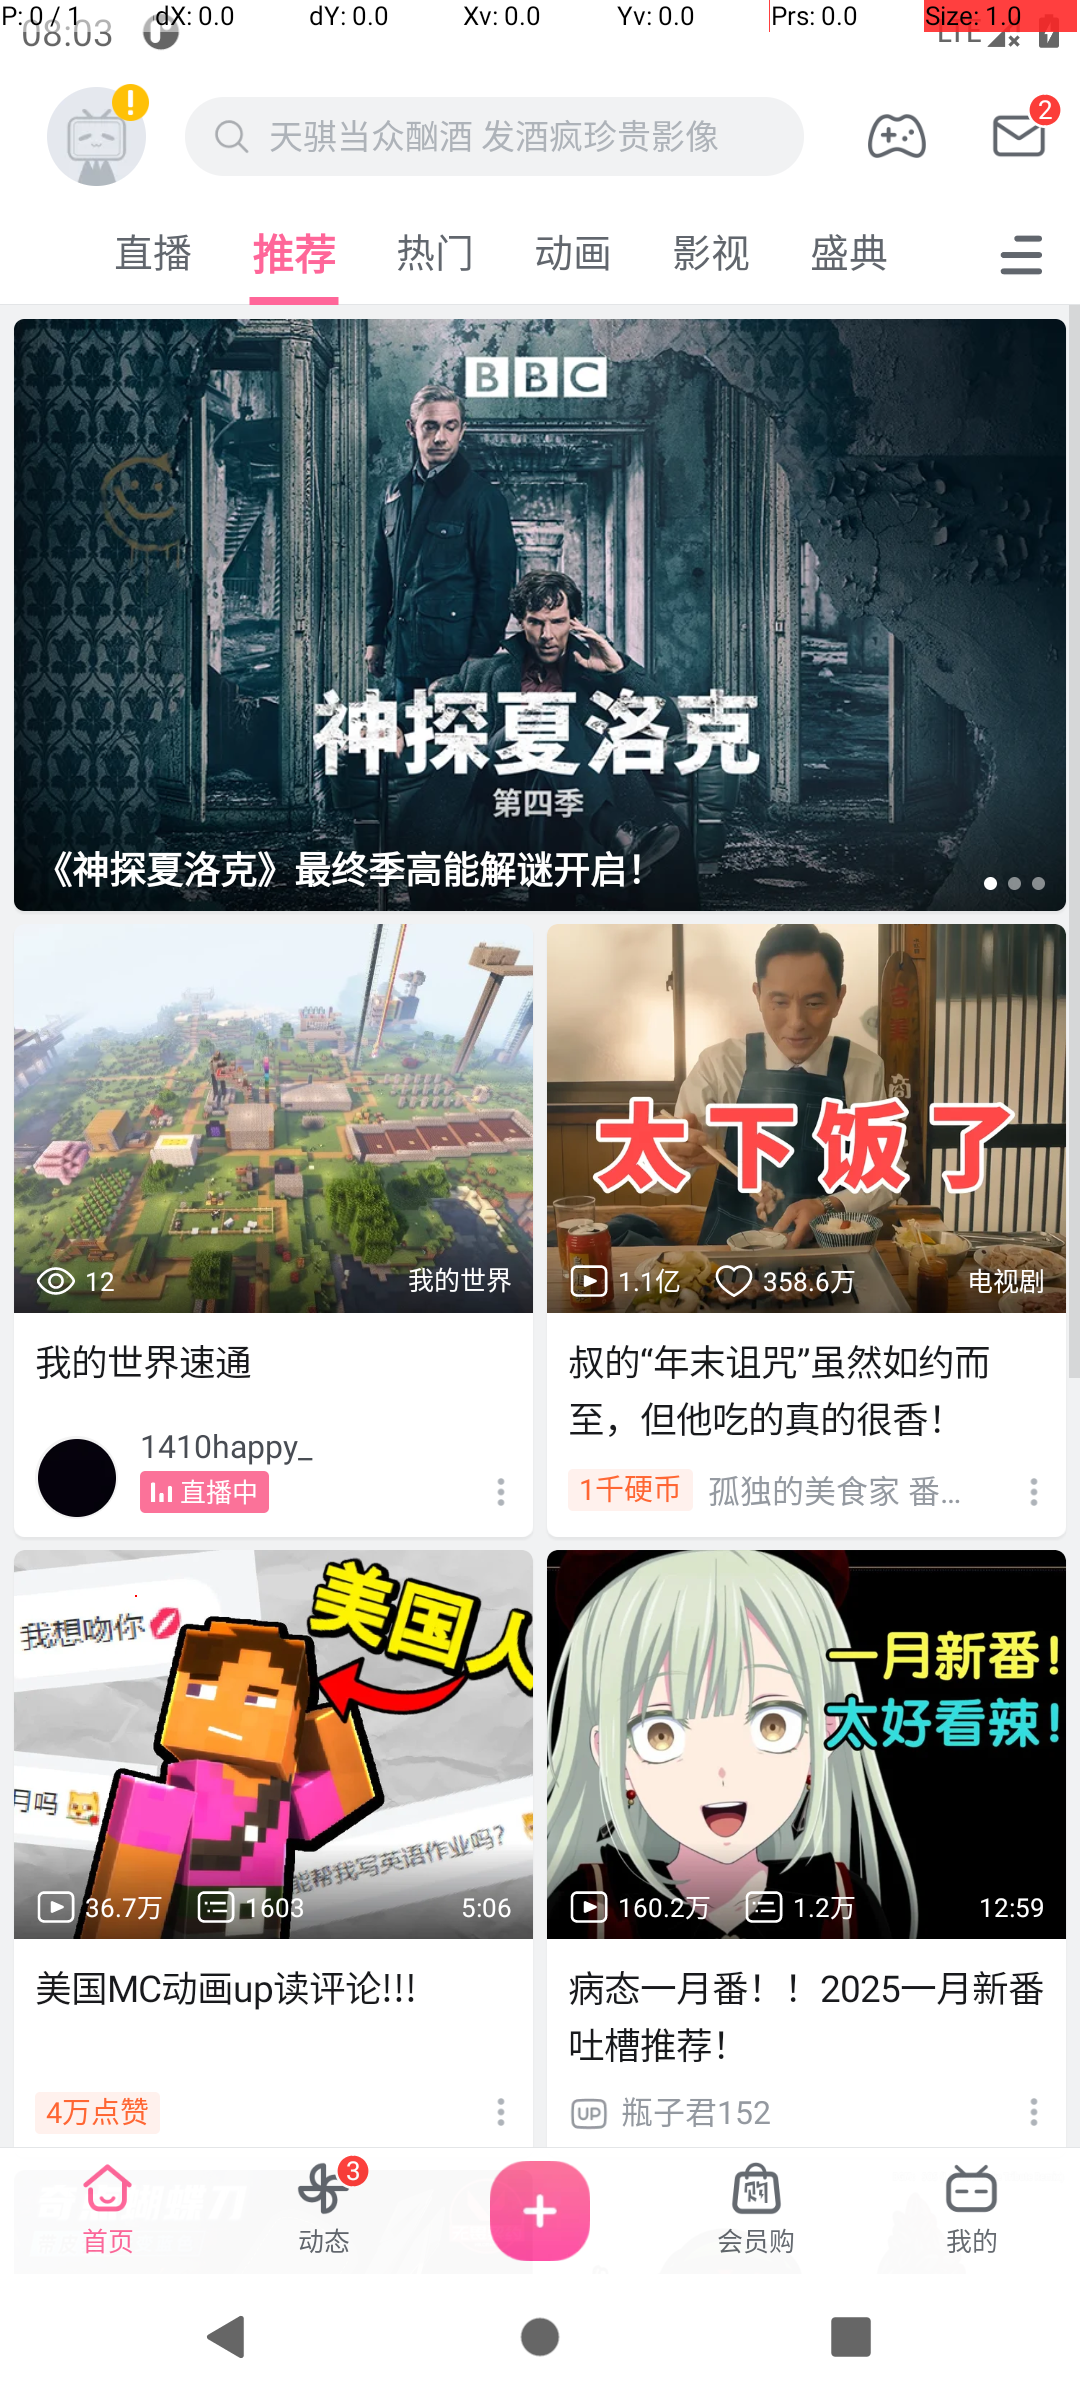 P: 0 / 1 dX: 0.0 dY: 0.0 Xv: 0.0 Yv: 0.0 Prs: 0.0 Size: 1.0
08:03 LTE
天骐当众酗酒 发酒疯珍贵影像
2
直播 推荐 热门 动画 影视 盛典
BBC
神探夏洛克
第四季
《神探夏洛克》最终季高能解谜开启！
12 我的世界
我的世界速通
1410happy_
直播中
太下饭了
1.1亿 358.6万 电视剧
叔的“年末诅咒”虽然如约而
至，但他吃的真的很香！
1千硬币 孤独的美食家 番...
美国人
我想吻你
月吗
能帮我写英语作业吗？
36.7万 1603 5:06
美国MC动画up读评论!!!
4万点赞
一月新番！
太好看辣！
160.2万 1.2万 12:59
病态一月番！！2025一月新番
吐槽推荐！
UP 瓶子君152
首页
3
动态
购
会员购
我的